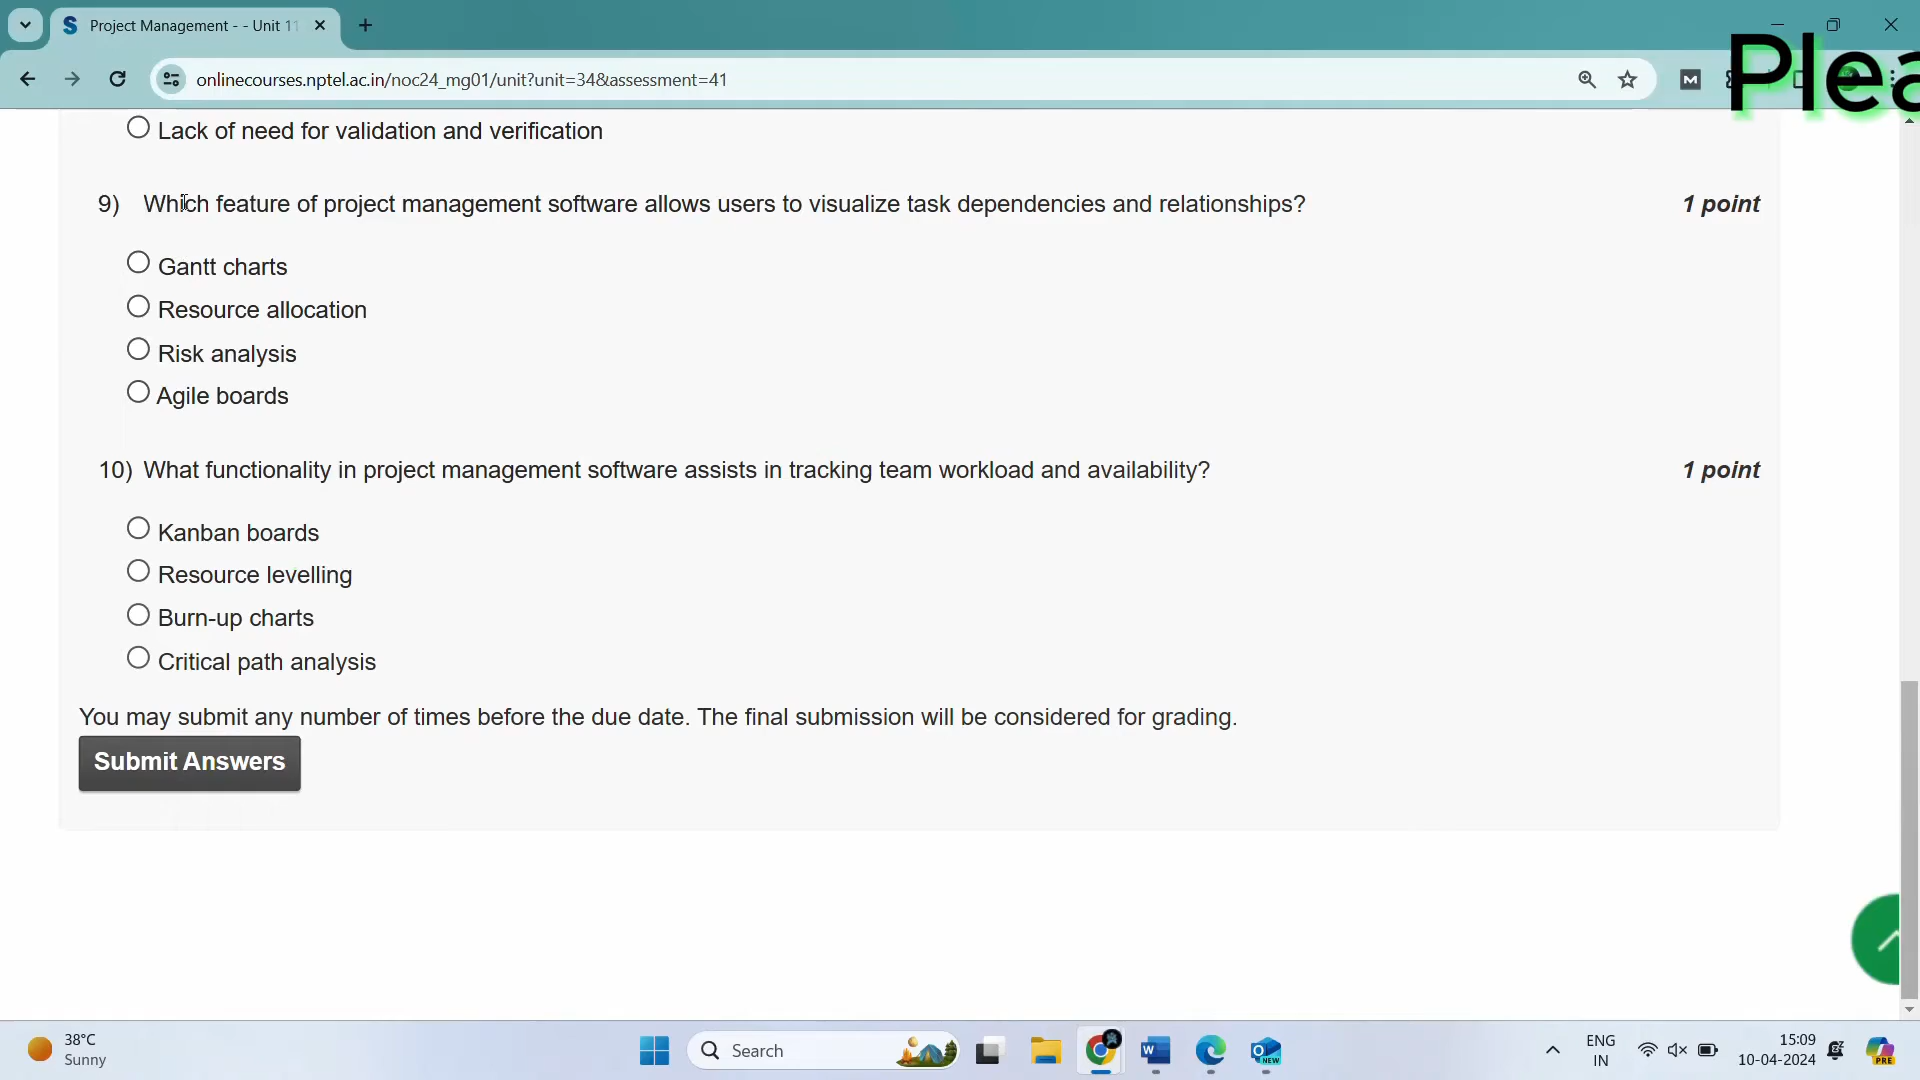 Project Management - - Unit 11
onlinecourses.nptel.ac.in/noc24_mg01/unit?unit=34&assessment=41
Plea
Lack of need for validation and verification
9) Which feature of project management software allows users to visualize task dependencies and relationships? 1 point
Gantt charts
Resource allocation
Risk analysis
Agile boards
10) What functionality in project management software assists in tracking team workload and availability? 1 point
Kanban boards
Resource levelling
Burn-up charts
Critical path analysis
You may submit any number of times before the due date. The final submission will be considered for grading.
Submit Answers
38°C
Sunny
Search
NEW
ENG
IN
15:09
10-04-2024
PRE